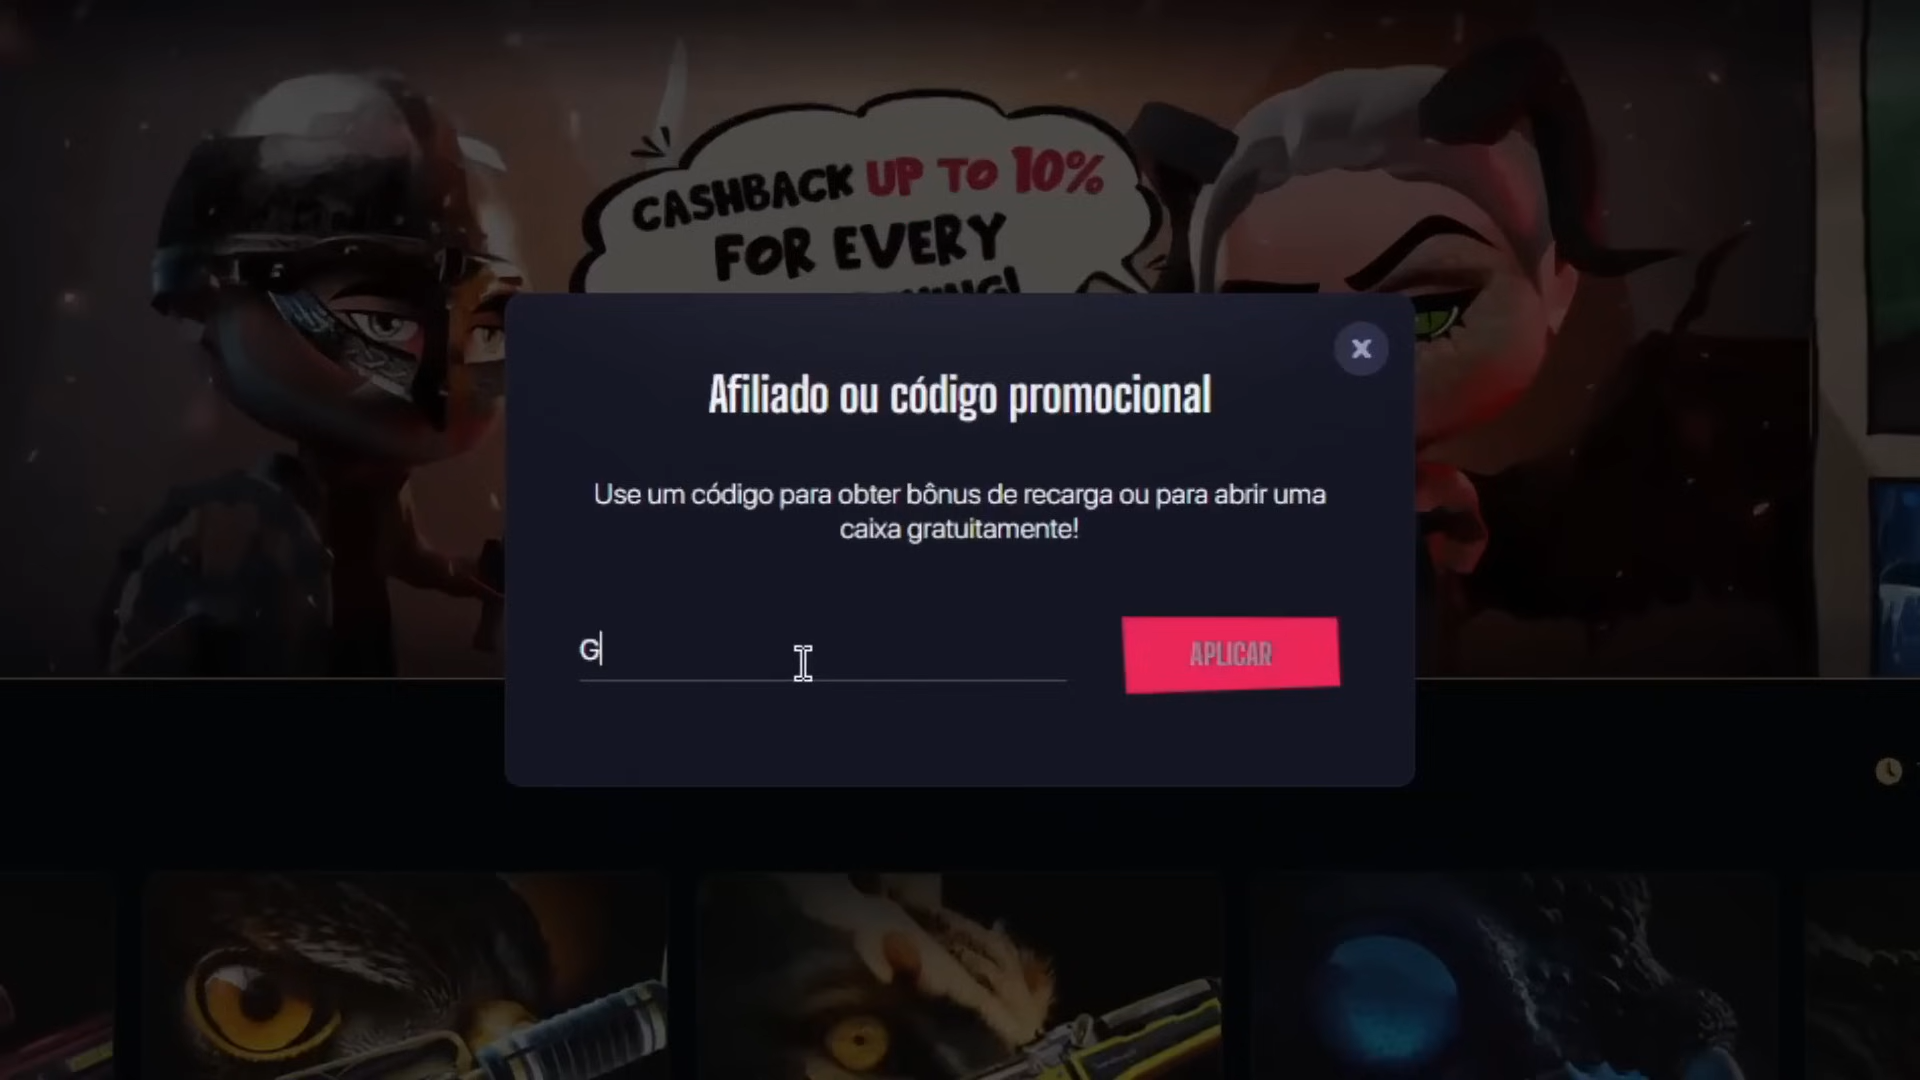 CASHBACK UP TO 10%
FOR EVERY
Afiliado ou código promocional
Use um código para obter bônus de recarga ou para abrir uma
caixa gratuitamente!
G
APLICAR